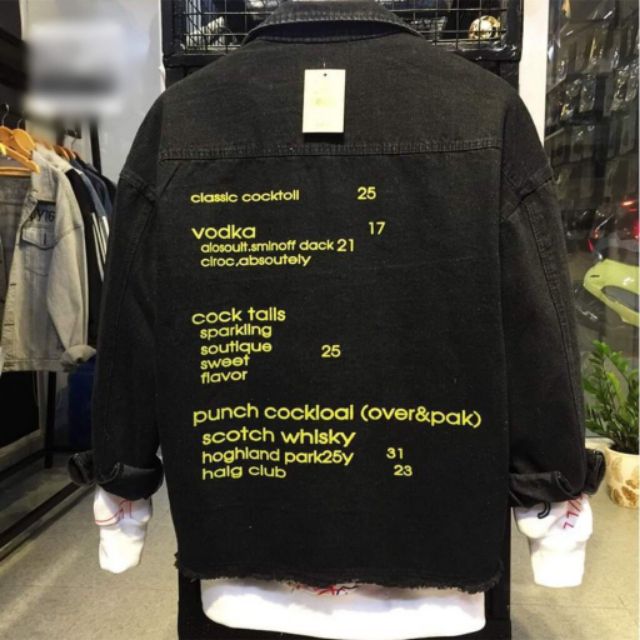 classic cocktoll 25
vodka 17
alosoult.sminoff dack 21
ciroc,absoutely
cock tails
sparkling
soutique 25
sweet
flavor
punch cockloal (over&pak)
scotch whisky
hoghland park25y 31
halg club 23